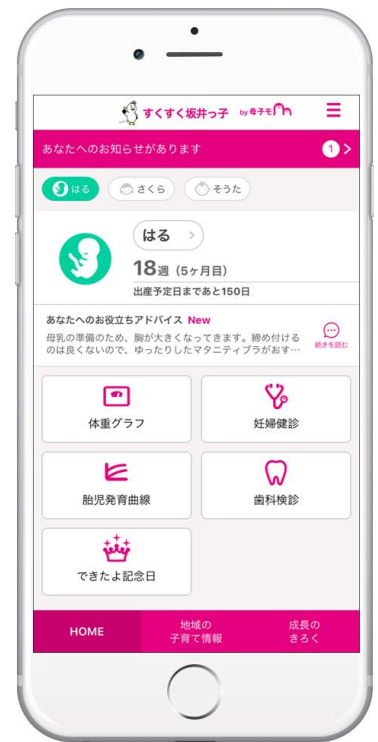 すくすく坂井っ子 by母子モ
あなたへのお知らせがあります 1
はる さくら そうた
はる
18週（5ヶ月目）
出産予定日まであと150日
あなたへのお役立ちアドバイス New
母乳の準備のため、胸が大きくなってきます。締め付ける
のは良くないので、ゆったりしたマタニティブラがおす…
続きを読む
体重グラフ 妊婦健診
胎児発育曲線 歯科検診
できたよ記念日
HOME
地域の
子育て情報
成長の
きろく